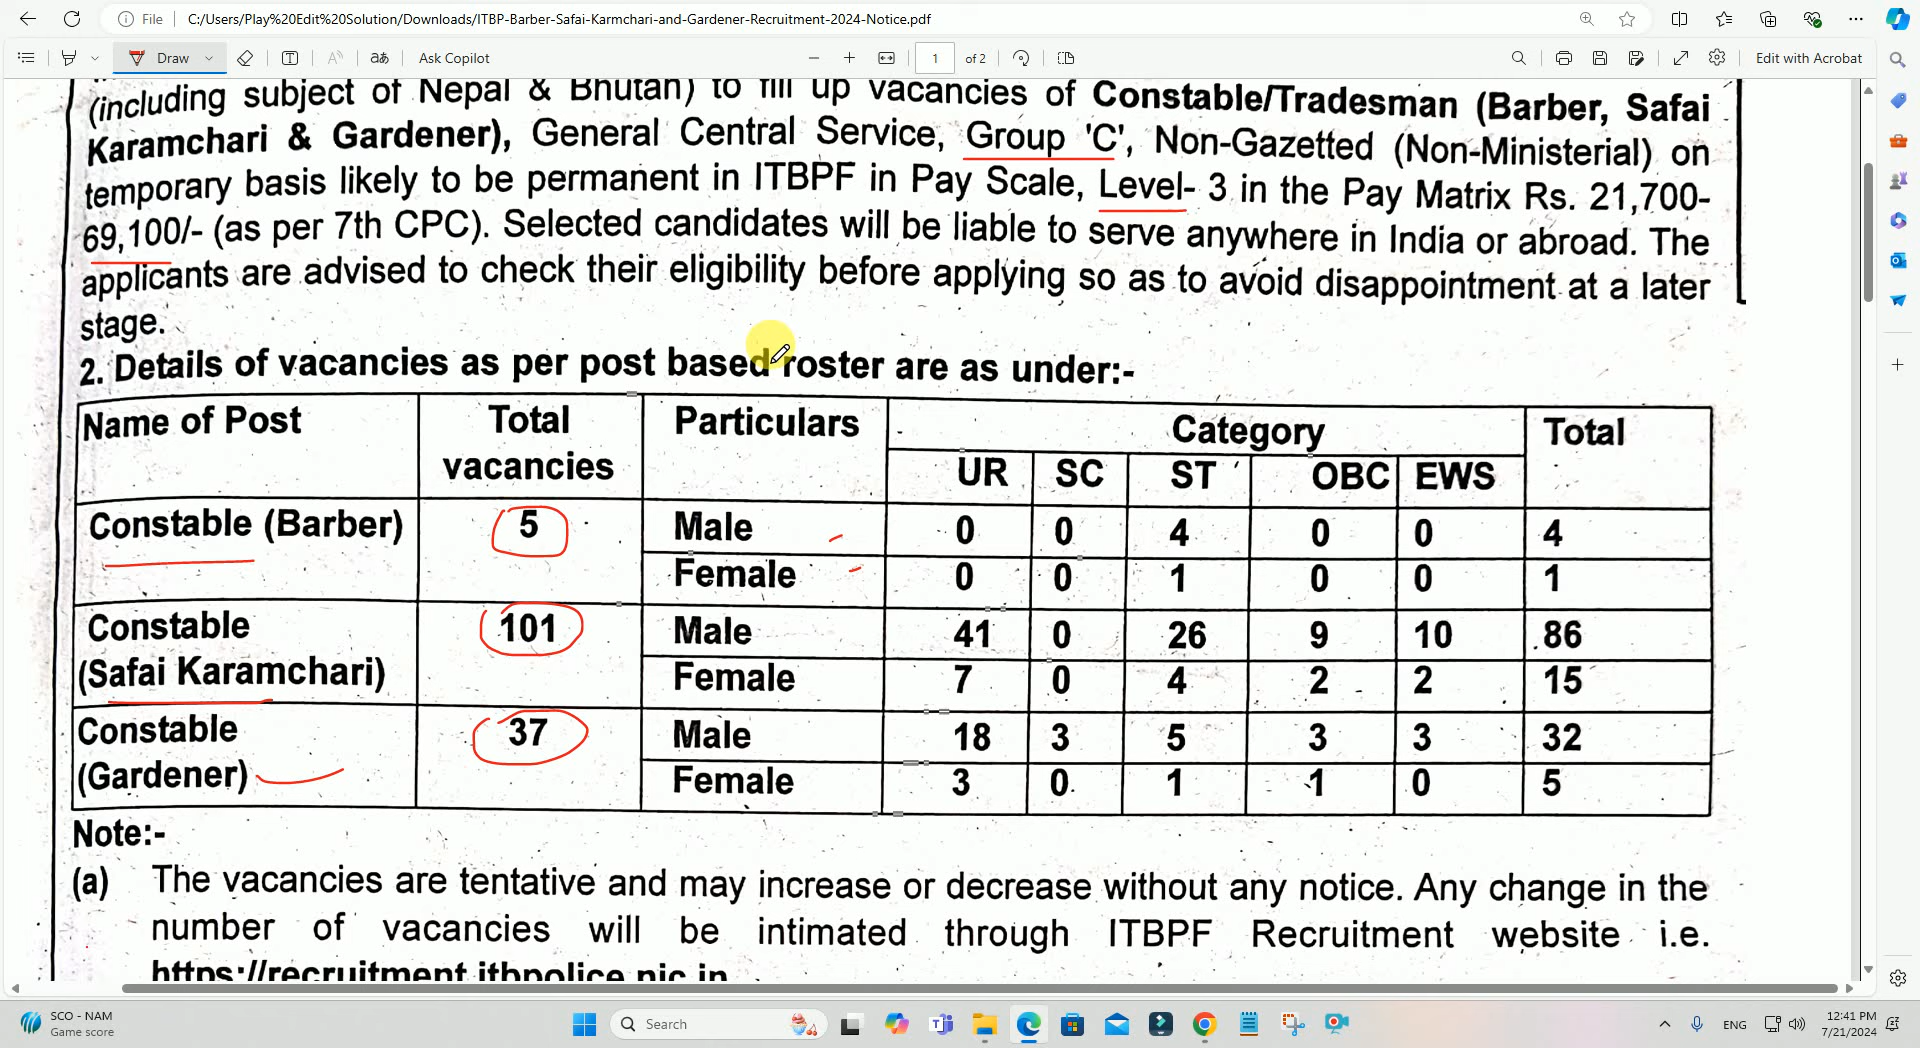 File
C:/Users/Play%20Edit%20Solution/Downloads/ITBP-Barber-Safai-Karmchari-and-Gardener-Recruitment-2024-Notice.pdf
Draw
Ask Copilot
1 of 2
Edit with Acrobat
(including subject of Nepal & Bhutan) to fill up vacancies of Constable/Tradesman (Barber, Safai
Karamchari & Gardener), General Central Service, Group 'C', Non-Gazetted (Non-Ministerial) on
temporary basis likely to be permanent in ITBPF in Pay Scale, Level- 3 in the Pay Matrix Rs. 21,700-
69,100/- (as per 7th CPC). Selected candidates will be liable to serve anywhere in India or abroad. The
applicants are advised to check their eligibility before applying so as to avoid disappointment at a later
stage.
2. Details of vacancies as per post based roster are as under:-
Name of Post Total vacancies Particulars Category Total
UR SC ST OBC EWS
Constable (Barber) 5 Male 0 0 4 0 0 4
Female 0 0 1 0 0 1
Constable (Safai Karamchari) 101 Male 41 0 26 9 10 86
Female 7 0 4 2 2 15
Constable (Gardener) 37 Male 18 3 5 3 3 32
Female 3 0 1 1 0 5
Note:-
(a) The vacancies are tentative and may increase or decrease without any notice. Any change in the
number of vacancies will be intimated through ITBPF Recruitment website i.e.
https://recruitment.itbpolice.nic.in
SCO - NAM
Game score
Search
ENG
12:41 PM
7/21/2024